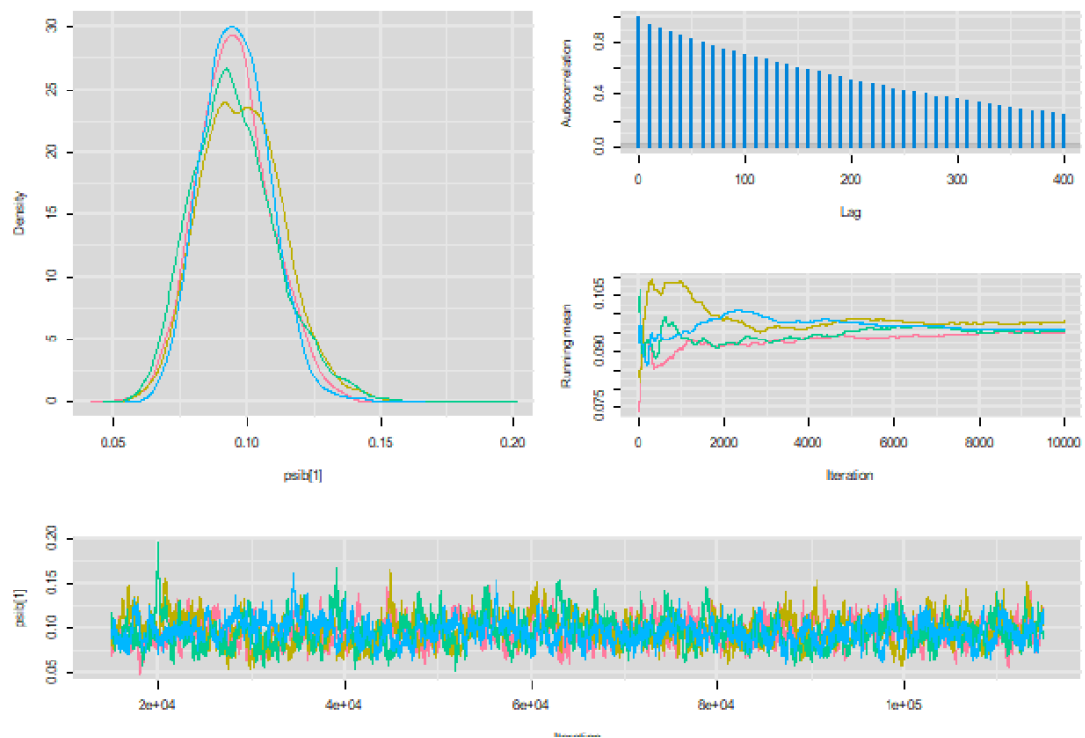 Density
30
25
20
15
10
5
0
0.05 0.10 0.15 0.20
psib[1]
Autocorrelation
0.8
0.4
0.0
0 100 200 300 400
Lag
Running mean
0.105
0.090
0.075
0 2000 4000 6000 8000 10000
Iteration
psib[1]
0.20
0.15
0.10
0.05
2e+04 4e+04 6e+04 8e+04 1e+05
Iteration